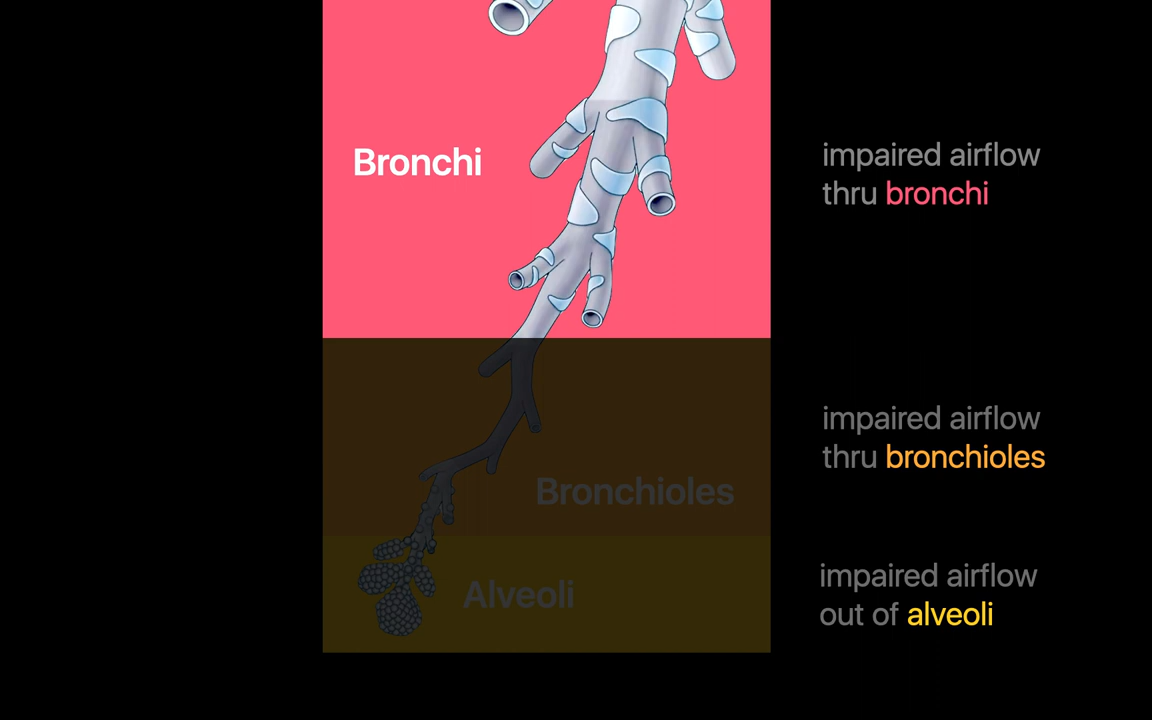 Bronchi
impaired airflow
thru bronchi
impaired airflow
thru bronchioles
Bronchioles
impaired airflow
out of alveoli
Alveoli